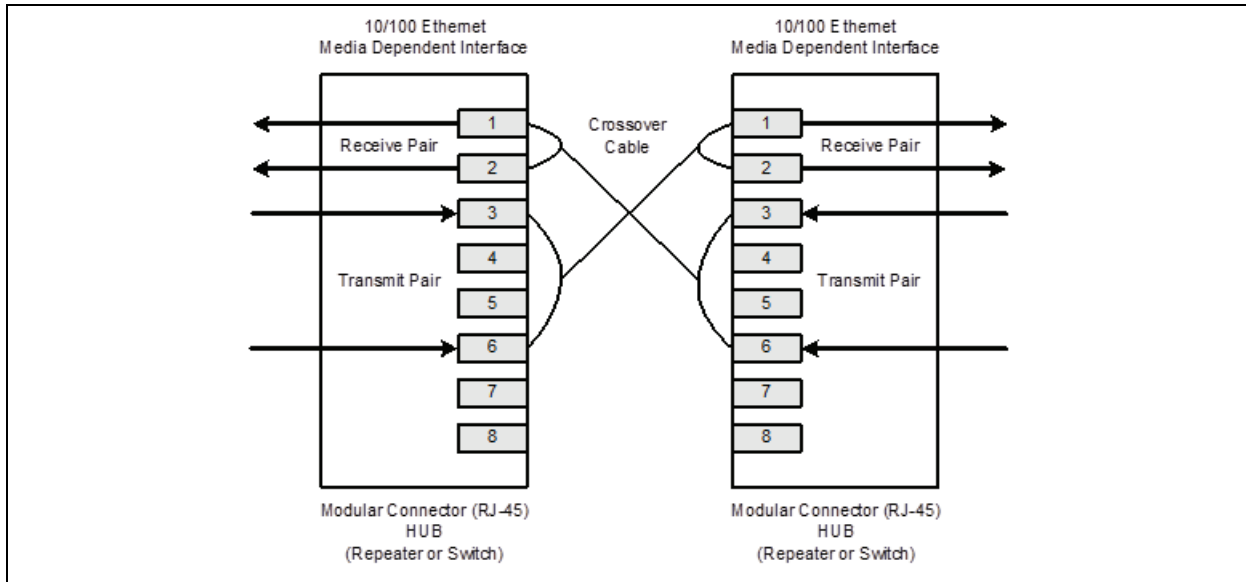 10/100 Ethernet
Media Dependent Interface
10/100 Ethernet
Media Dependent Interface
1
Receive Pair
2
3
4
Transmit Pair
5
6
7
8
Crossover
Cable
1
Receive Pair
2
3
4
Transmit Pair
5
6
7
8
Modular Connector (RJ-45)
HUB
(Repeater or Switch)
Modular Connector (RJ-45)
HUB
(Repeater or Switch)